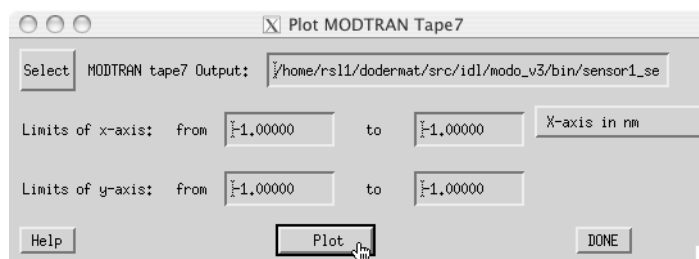 Plot MODTRAN Tape7
Select MODTRAN tape7 Output: /home/rsl1/dodermat/src/idl/modo_v3/bin/sensor1_se
Limits of x-axis: from -1.00000 to -1.00000 X-axis in nm
Limits of y-axis: from -1.00000 to -1.00000
Help Plot DONE